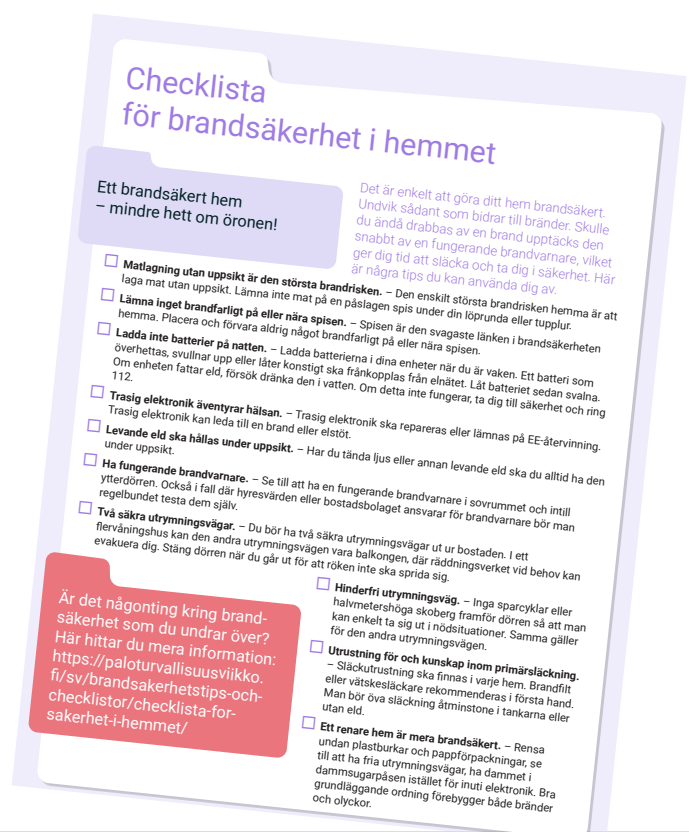 Checklista
för brandsäkerhet i hemmet
Ett brandsäkert hem
– mindre hett om öronen!
Det är enkelt att göra ditt hem brandsäkert.
Undvik sådant som bidrar till bränder. Skulle
du ändå drabbas av en brand upptäcks den
snabbt av en fungerande brandvarnare, vilket
ger dig tid att släcka och ta dig i säkerhet. Här
är några tips du kan använda dig av.
Matlagning utan uppsikt är den största brandrisken. – Den enskilt största brandrisken hemma är att
laga mat utan uppsikt. Lämna inte mat på en påslagen spis under din löprunda eller tupplur.
Lämna inget brandfarligt på eller nära spisen. – Spisen är den svagaste länken i brandsäkerheten
hemma. Placera och förvara aldrig något brandfarligt på eller nära spisen.
Ladda inte batterier på natten. – Ladda batterierna i dina enheter när du är vaken. Ett batteri som
överhettas, svullnar upp eller låter konstigt ska frånkopplas från elnätet. Låt batteriet sedan svalna.
Om enheten fattar eld, försök dränka den i vatten. Om detta inte fungerar, ta dig till säkerhet och ring
112.
Trasig elektronik äventyrar hälsan. – Trasig elektronik ska repareras eller lämnas på EE-återvinning.
Trasig elektronik kan leda till en brand eller elstöt.
Levande eld ska hållas under uppsikt. – Har du tända ljus eller annan levande eld ska du alltid ha den
under uppsikt.
Ha fungerande brandvarnare. – Se till att ha en fungerande brandvarnare i sovrummet och intill
ytterdörren. Också i fall där hyresvärden eller bostadsbolaget ansvarar för brandvarnare bör man
regelbundet testa dem själv.
Två säkra utrymningsvägar. – Du bör ha två säkra utrymningsvägar ut ur bostaden. I ett
flervåningshus kan den andra utrymningsvägen vara balkongen, där räddningsverket vid behov kan
evakuera dig. Stäng dörren när du går ut för att röken inte ska sprida sig.
Hinderfri utrymningsväg. – Inga sparcyklar eller
halvmetershöga skoberg framför dörren så att man
kan enkelt ta sig ut i nödsituationer. Samma gäller
för den andra utrymningsvägen.
Utrustning för och kunskap inom primärsläckning.
– Släckutrustning ska finnas i varje hem. Brandfilt
eller vätskesläckare rekommenderas i första hand.
Man bör öva släckning åtminstone i tankarna eller
utan eld.
Ett renare hem är mera brandsäkert. – Rensa
undan plastburkar och pappförpackningar, se
till att ha fria utrymningsvägar, ha dammet i
dammsugarpåsen istället för inuti elektronik. Bra
grundläggande ordning förebygger både bränder
och olyckor.
Är det någonting kring brand-
säkerhet som du undrar över?
Här hittar du mera information:
https://paloturvallisuusviikko.
fi/sv/brandsakerhetstips-och-
checklistor/checklista-for-
sakerhet-i-hemmet/